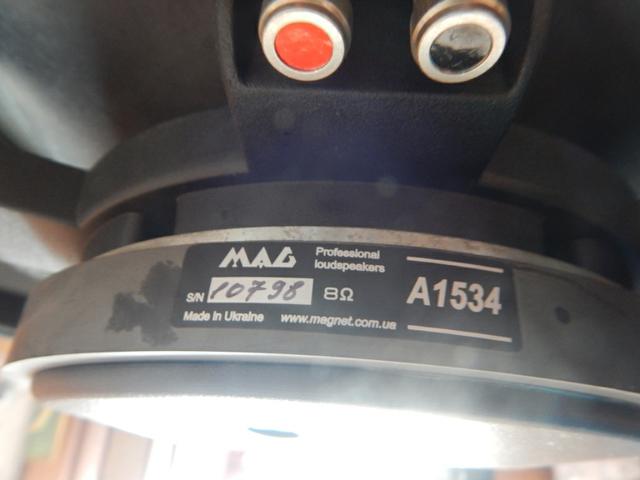 MAG Professional
loudspeakers
S/N 10798 8Ω A1534
Made in Ukraine www.magnet.com.ua